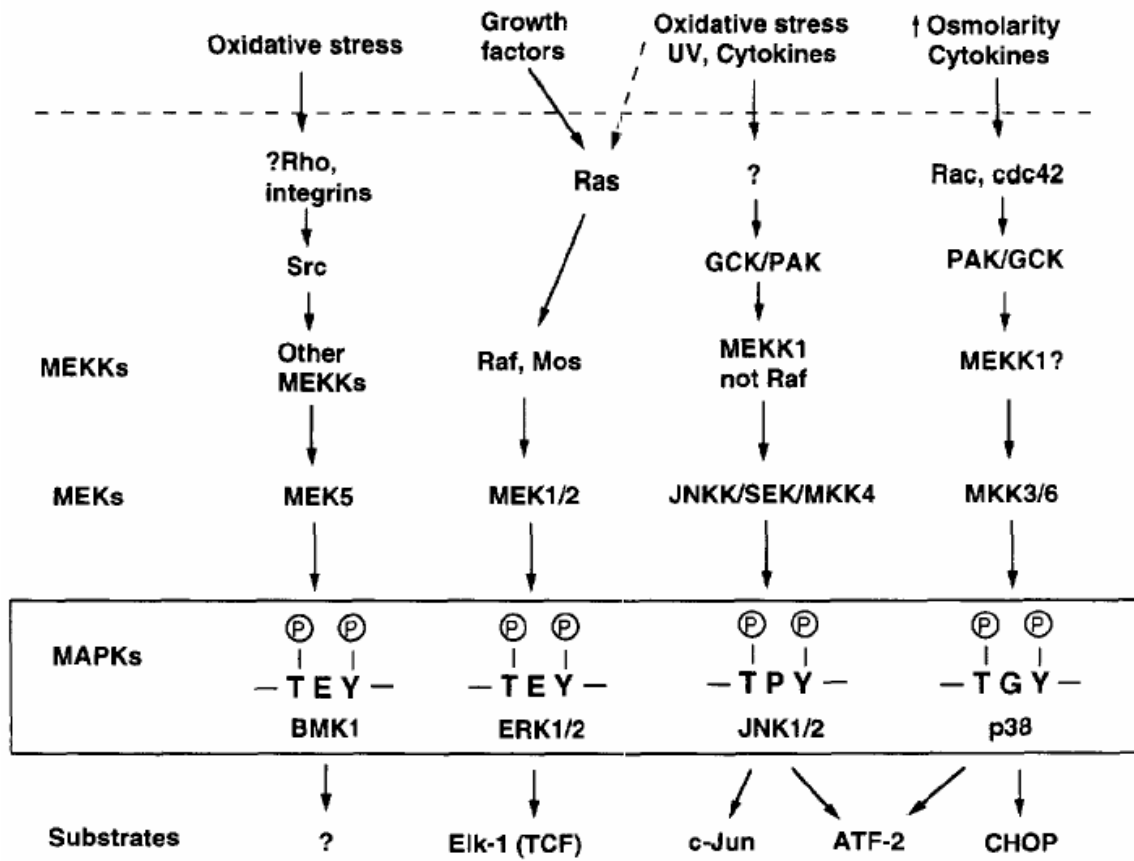 Oxidative stress
Growth
factors
Oxidative stress
UV, Cytokines
↑ Osmolarity
Cytokines
?Rho,
integrins
Ras
?
Rac, cdc42
Src
GCK/PAK
PAK/GCK
MEKKs
Other
MEKKs
Raf, Mos
MEKK1
not Raf
MEKK1?
MEKs
MEK5
MEK1/2
JNKK/SEK/MKK4
MKK3/6
MAPKs
P P
P P
P P
P P
– T E Y –
– T E Y –
– T P Y –
– T G Y –
BMK1
ERK1/2
JNK1/2
p38
Substrates
?
Elk-1 (TCF)
c-Jun
ATF-2
CHOP